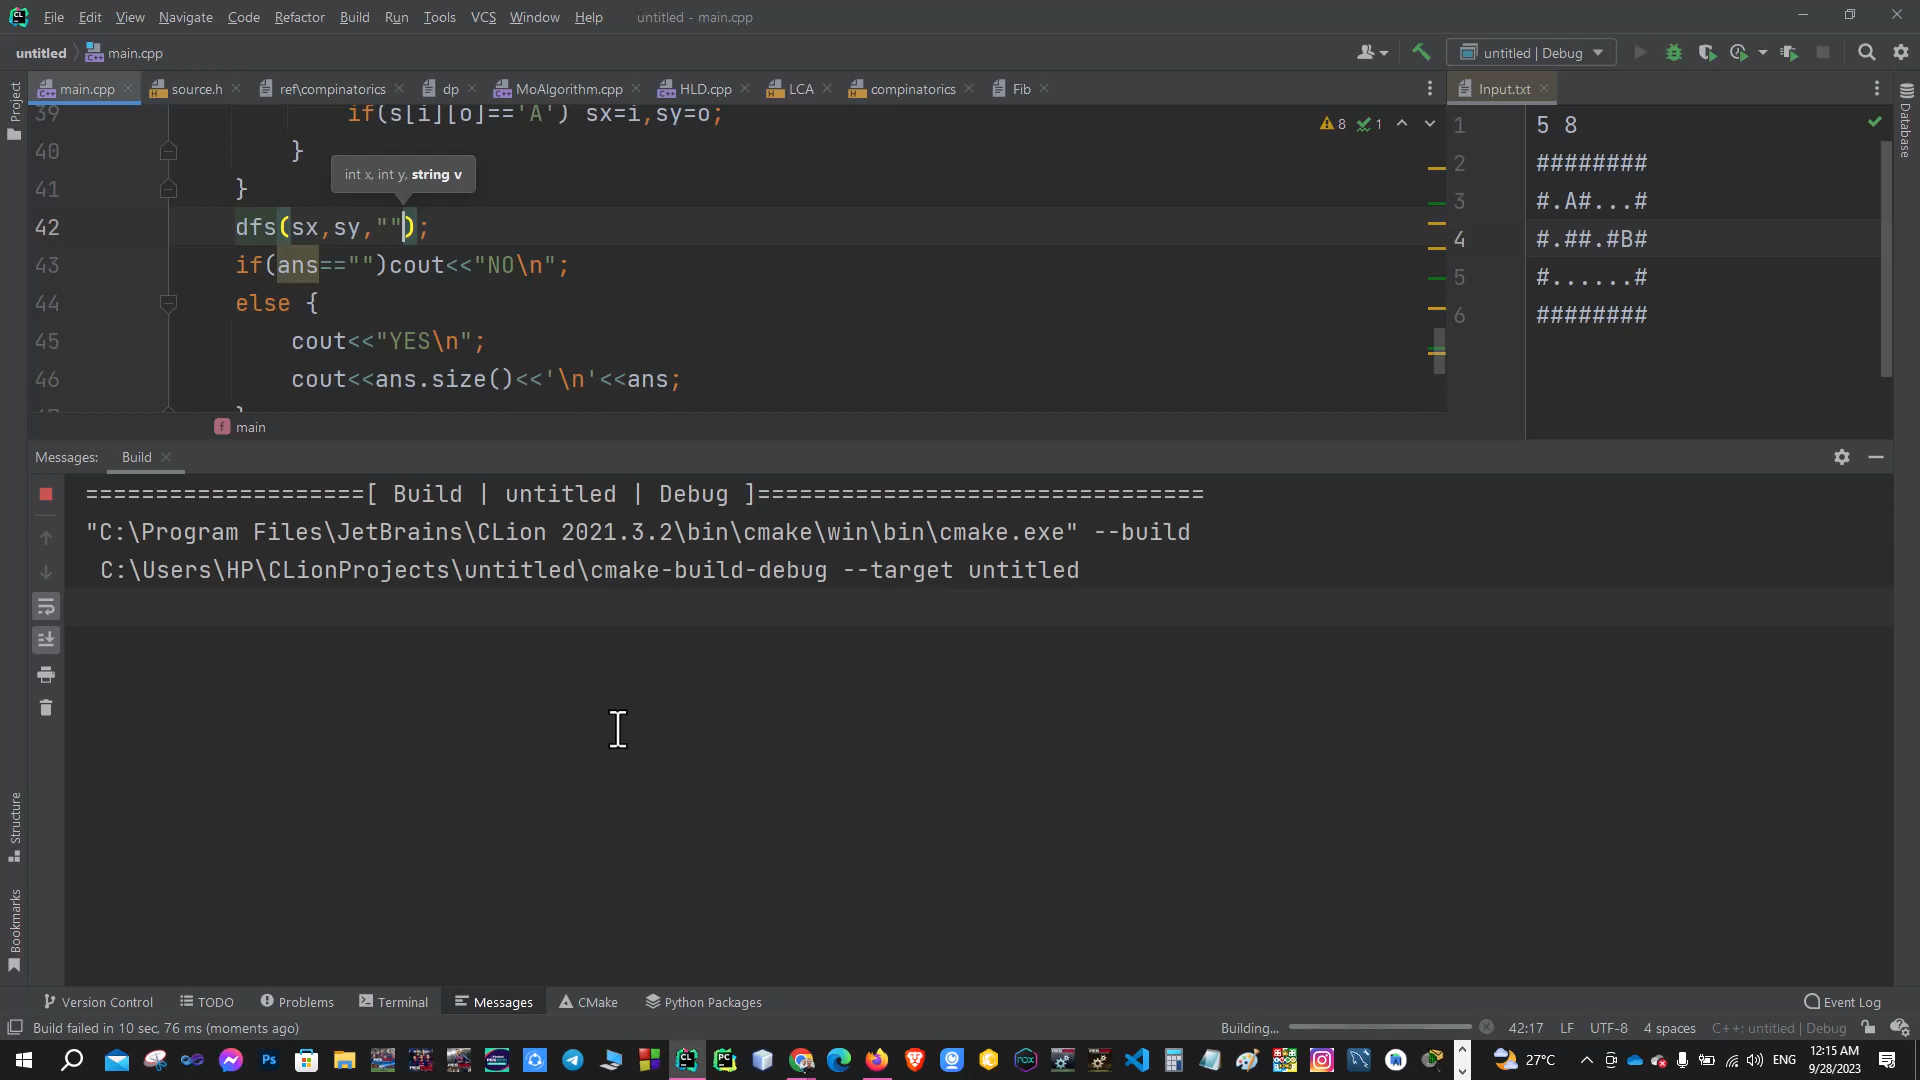 File Edit View Navigate Code Refactor Build Run Tools VCS Window Help untitled - main.cpp
untitled main.cpp untitled | Debug
main.cpp source.h ref\compinatorics dp MoAlgorithm.cpp HLD.cpp LCA compinatorics Fib Input.txt
Project
Database
39 if(s[i][o]=='A') sx=i,sy=o;
8 1
40 }
int x, int y, string v
41 }
42 dfs(sx,sy,"");
43 if(ans=="")cout<<"NO\n";
44 else {
45 cout<<"YES\n";
46 cout<<ans.size()<<'\n'<<ans;
main
1 5 8
2 ########
3 #.A#...#
4 #.##.#B#
5 #......#
6 ########
Messages: Build
====================[ Build | untitled | Debug ]================================
"C:\Program Files\JetBrains\CLion 2021.3.2\bin\cmake\win\bin\cmake.exe" --build
C:\Users\HP\CLionProjects\untitled\cmake-build-debug --target untitled
Structure
Bookmarks
Version Control TODO Problems Terminal Messages CMake Python Packages Event Log
Build failed in 10 sec, 76 ms (moments ago) Building... 42:17 LF UTF-8 4 spaces C++: untitled | Debug
27°C ENG 12:15 AM
9/28/2023